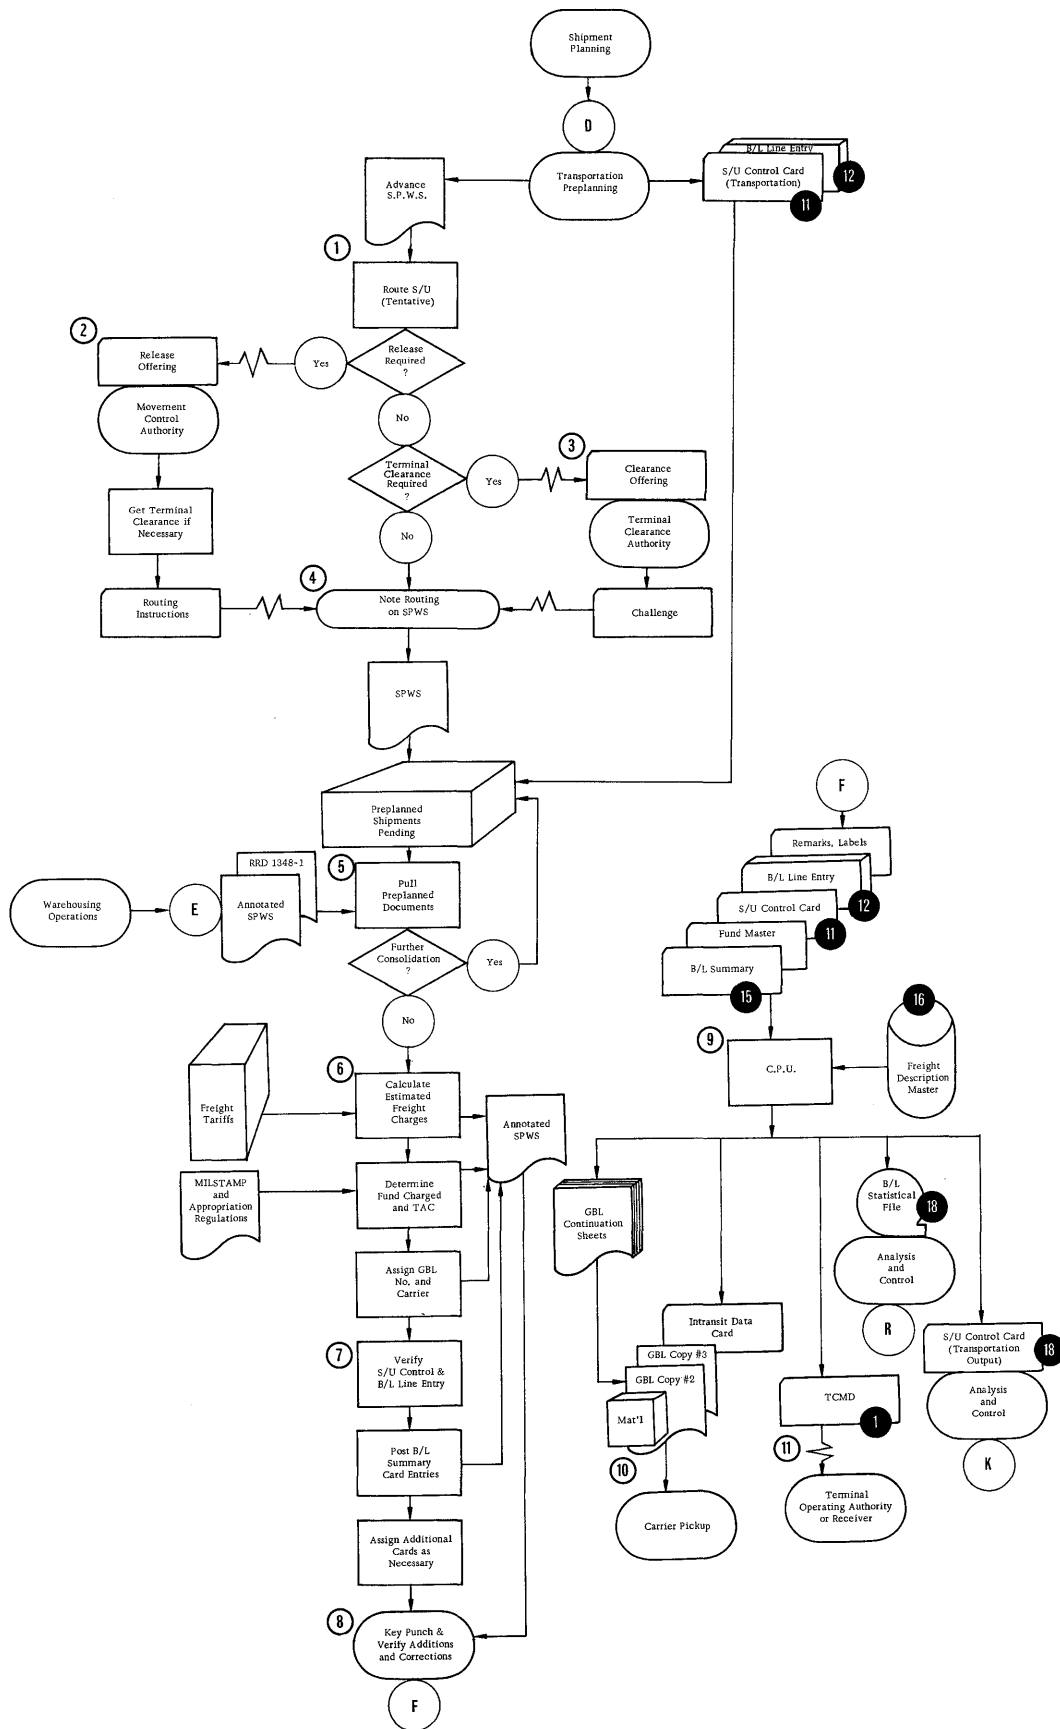 Shipment
Planning
D
Transportation
Preplanning
Advance
S.P.W.S.
B/L Line Entry
12
S/U Control Card
(Transportation)
11
1
Route S/U
(Tentative)
2
Release
Offering
Yes
Release
Required
?
Movement
Control
Authority
No
3
Terminal
Clearance
Required
?
Yes
Clearance
Offering
Get Terminal
Clearance if
Necessary
No
Terminal
Clearance
Authority
4
Routing
Instructions
Note Routing
on SPWS
Challenge
SPWS
Preplanned
Shipments
Pending
5
Pull
Preplanned
Documents
RRD 1348-1
Annotated
SPWS
E
Warehousing
Operations
Further
Consolidation
?
Yes
No
6
Calculate
Estimated
Freight
Charges
Freight
Tariffs
Annotated
SPWS
MILSTAMP
and
Appropriation
Regulations
Determine
Fund Charged
and TAC
Assign GBL
No. and
Carrier
7
Verify
S/U Control &
B/L Line Entry
Post B/L
Summary
Card Entries
Assign Additional
Cards as
Necessary
8
Key Punch &
Verify Additions
and Corrections
F
F
Remarks, Labels
B/L Line Entry
12
S/U Control Card
11
Fund Master
B/L Summary
15
16
9
C.P.U.
Freight
Description
Master
GBL
Continuation
Sheets
B/L
Statistical
File
18
Analysis
and
Control
R
Intransit Data
Card
GBL Copy #3
GBL Copy #2
Mat'l
10
Carrier Pickup
TCMD
1
11
Terminal
Operating Authority
or Receiver
S/U Control Card
(Transportation
Output)
18
Analysis
and
Control
K